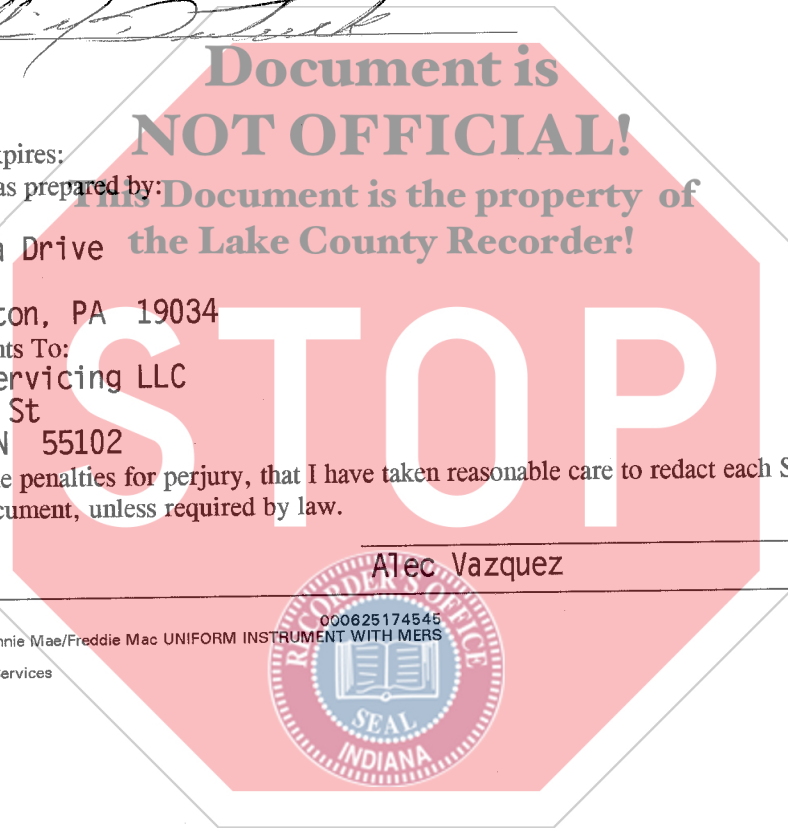 Document is
NOT OFFICIAL!
xpires:
as prepared by:
This Document is the property of
a Drive
the Lake County Recorder!
ton, PA 19034
nts To:
ervicing LLC
St
N 55102
STOP
e penalties for perjury, that I have taken reasonable care to redact each S
cument, unless required by law.
Alec Vazquez
000625174545
nnie Mae/Freddie Mac UNIFORM INSTRUMENT WITH MERS
ervices
RECORDER'S OFFICE
SEAL
INDIANA